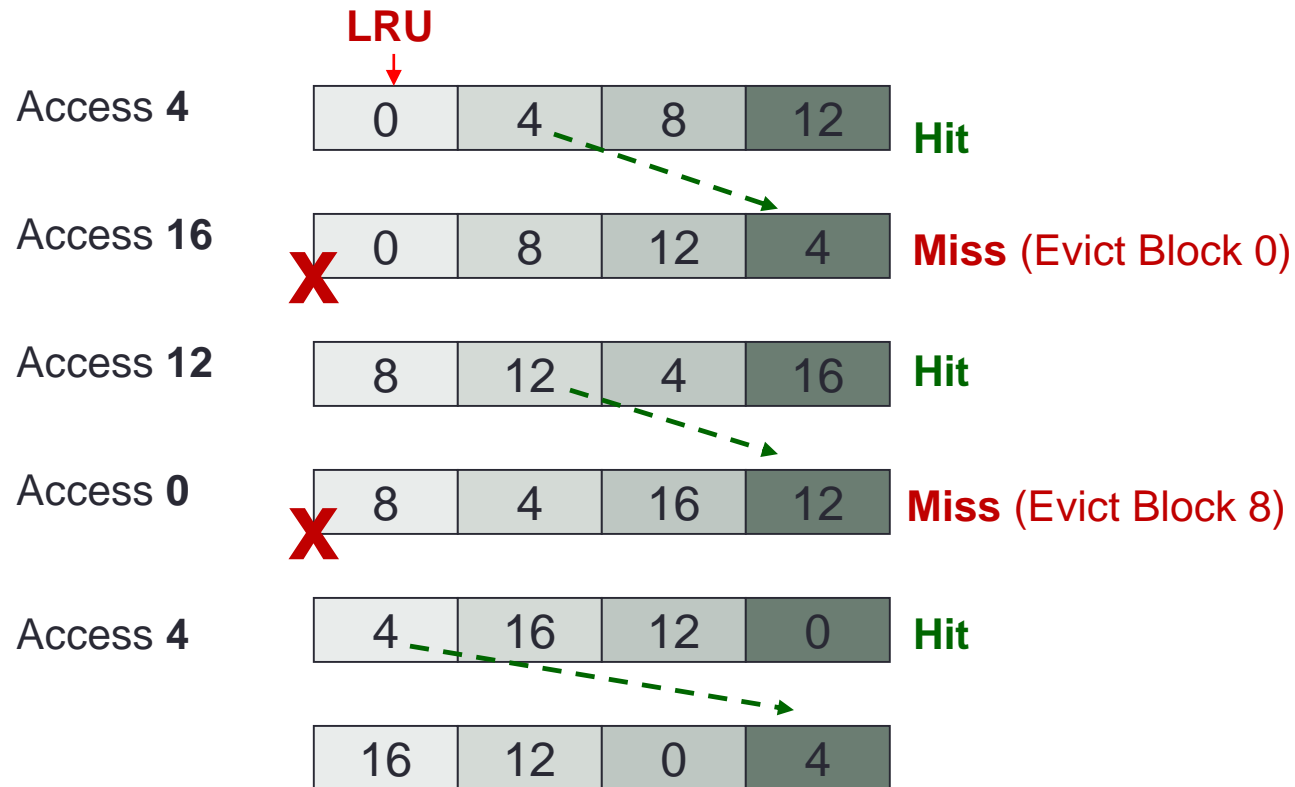 LRU
Access 4
0 4 8 12
Hit
Access 16
X
0 8 12 4
Miss (Evict Block 0)
Access 12
8 12 4 16
Hit
Access 0
X
8 4 16 12
Miss (Evict Block 8)
Access 4
4 16 12 0
Hit
16 12 0 4